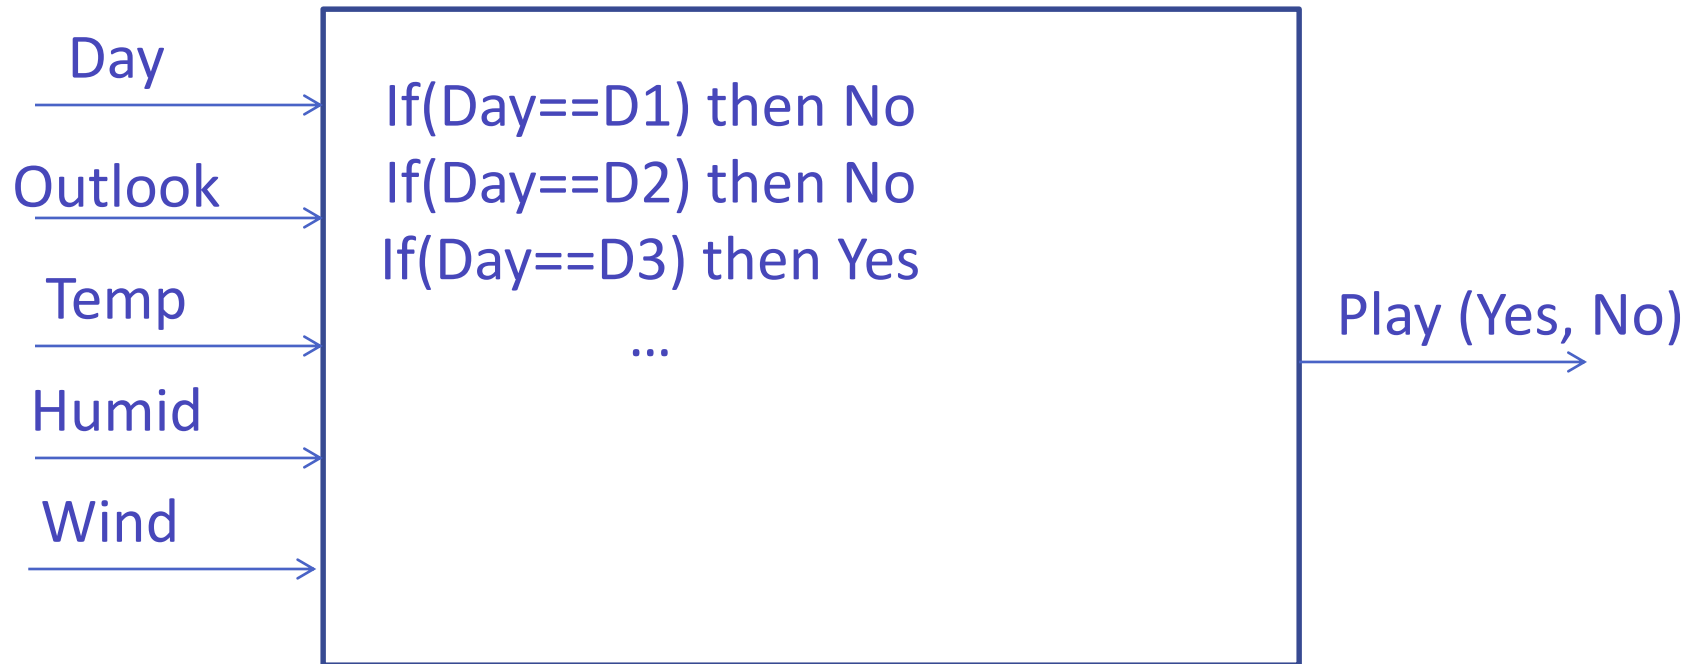 Day
Outlook
Temp
Humid
Wind
If(Day==D1) then No
If(Day==D2) then No
If(Day==D3) then Yes
...
Play (Yes, No)